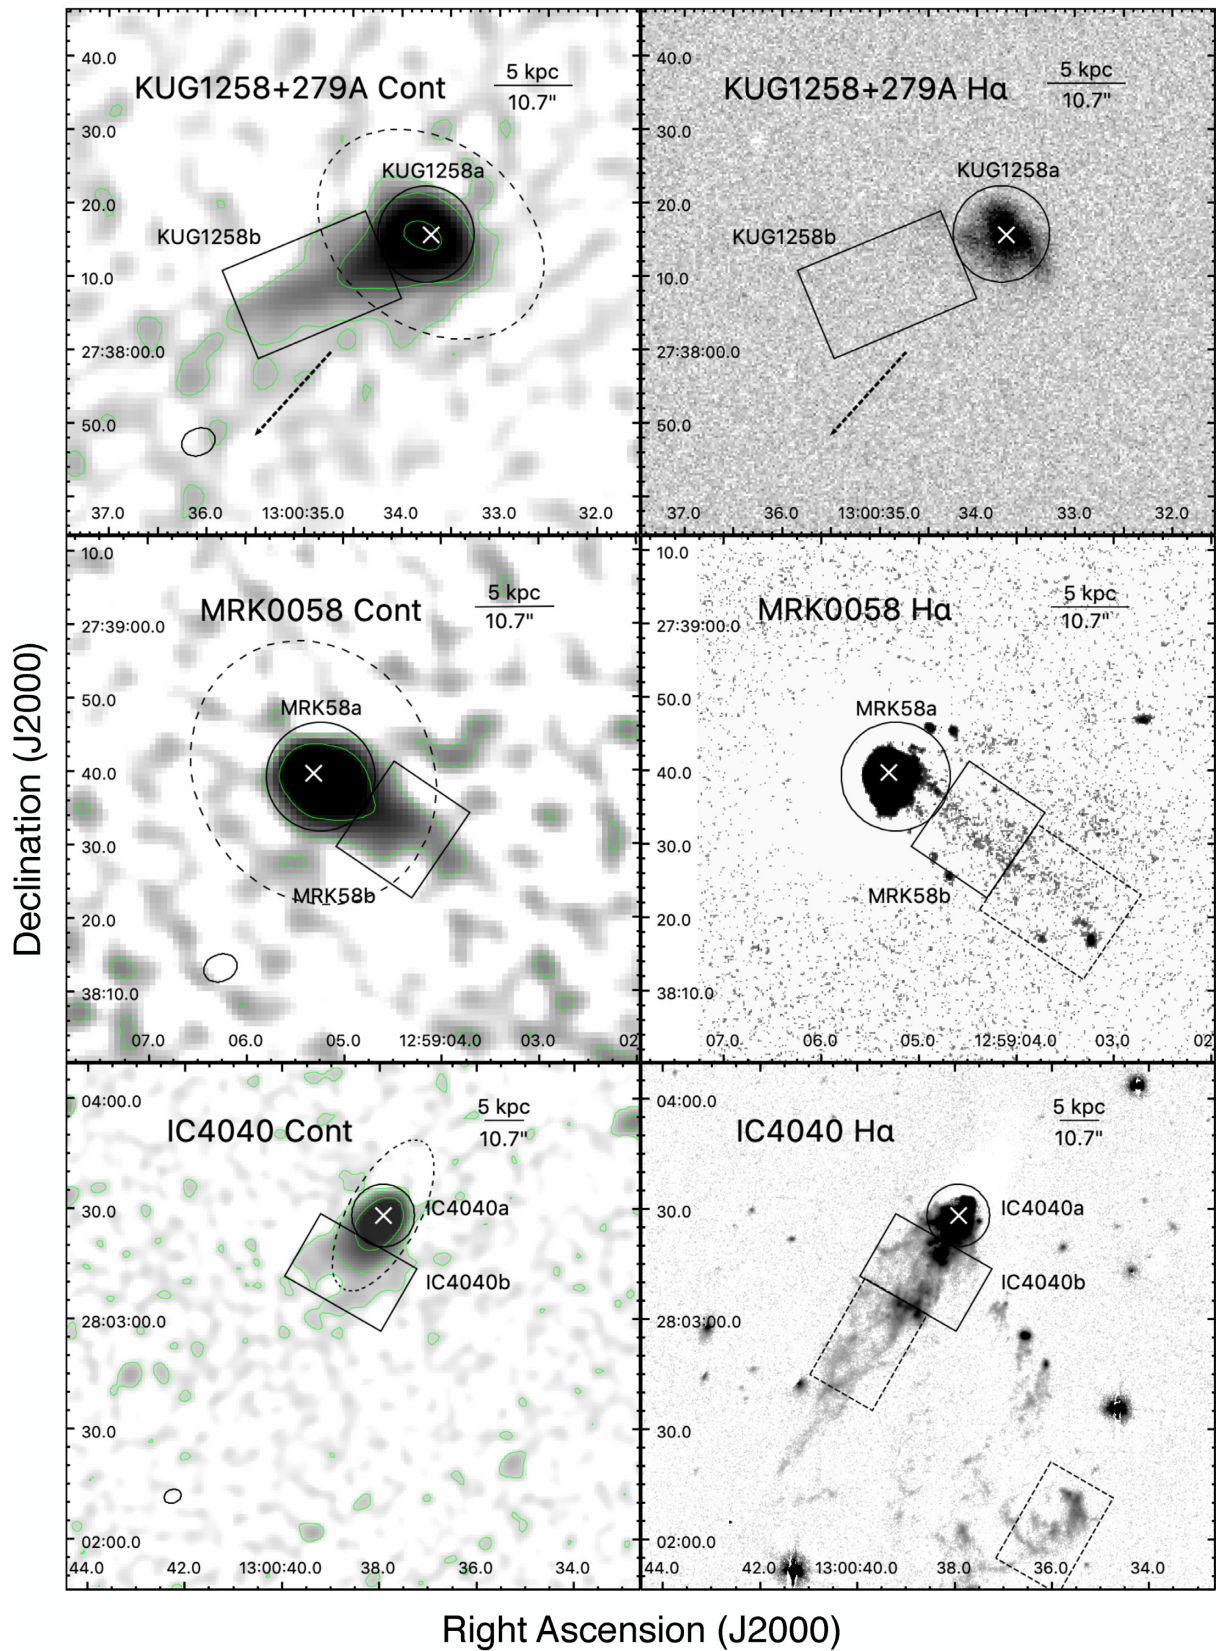 KUG1258+279A Cont
5 kpc
10.7"
KUG1258a
KUG1258b
40.0
30.0
20.0
10.0
27:38:00.0
50.0
37.0 36.0 13:00:35.0 34.0 33.0 32.0
KUG1258+279A Hα
5 kpc
10.7"
KUG1258a
KUG1258b
40.0
30.0
20.0
10.0
27:38:00.0
50.0
37.0 36.0 13:00:35.0 34.0 33.0 32.0
MRK0058 Cont
5 kpc
10.7"
MRK58a
MRK58b
10.0
27:39:00.0
50.0
40.0
30.0
20.0
38:10.0
07.0 06.0 05.0 12:59:04.0 03.0 02
MRK0058 Hα
5 kpc
10.7"
MRK58a
MRK58b
10.0
27:39:00.0
50.0
40.0
30.0
20.0
38:10.0
07.0 06.0 05.0 12:59:04.0 03.0 02
IC4040 Cont
5 kpc
10.7"
IC4040a
IC4040b
04:00.0
30.0
28:03:00.0
30.0
02:00.0
44.0 42.0 13:00:40.0 38.0 36.0 34.0
IC4040 Hα
5 kpc
10.7"
IC4040a
IC4040b
04:00.0
30.0
28:03:00.0
30.0
02:00.0
44.0 42.0 13:00:40.0 38.0 36.0 34.0
Declination (J2000)
Right Ascension (J2000)